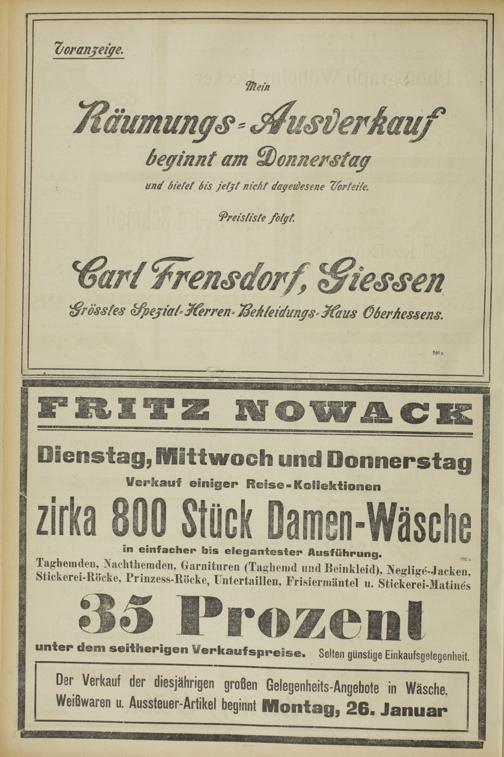 Voranzeige.
Mein
Räumungs-Ausverkauf
beginnt am Donnerstag
und bietet bis jetzt nicht dagewesene Vorteile.
Preisliste folgt.
Carl Frensdorf, Giessen
Grösstes Spezial-Herren-Bekleidungs-Haus Oberhessens.
FRITZ NOWACK
Dienstag, Mittwoch und Donnerstag
Verkauf einiger Reise-Kollektionen
zirka 800 Stück Damen-Wäsche
in einfacher bis elegantester Ausführung.
Taghemden, Nachthemden, Garnituren (Taghemd und Beinkleid), Negligé-Jacken,
Stickerei-Röcke, Prinzess-Röcke, Untertaillen, Frisiermäntel u. Stickerei-Matinés
35 Prozent
unter dem seitherigen Verkaufspreise. Selten günstige Einkaufsgelegenheit.
Der Verkauf der diesjährigen großen Gelegenheits-Angebote in Wäsche,
Weißwaren u. Aussteuer-Artikel beginnt Montag, 26. Januar